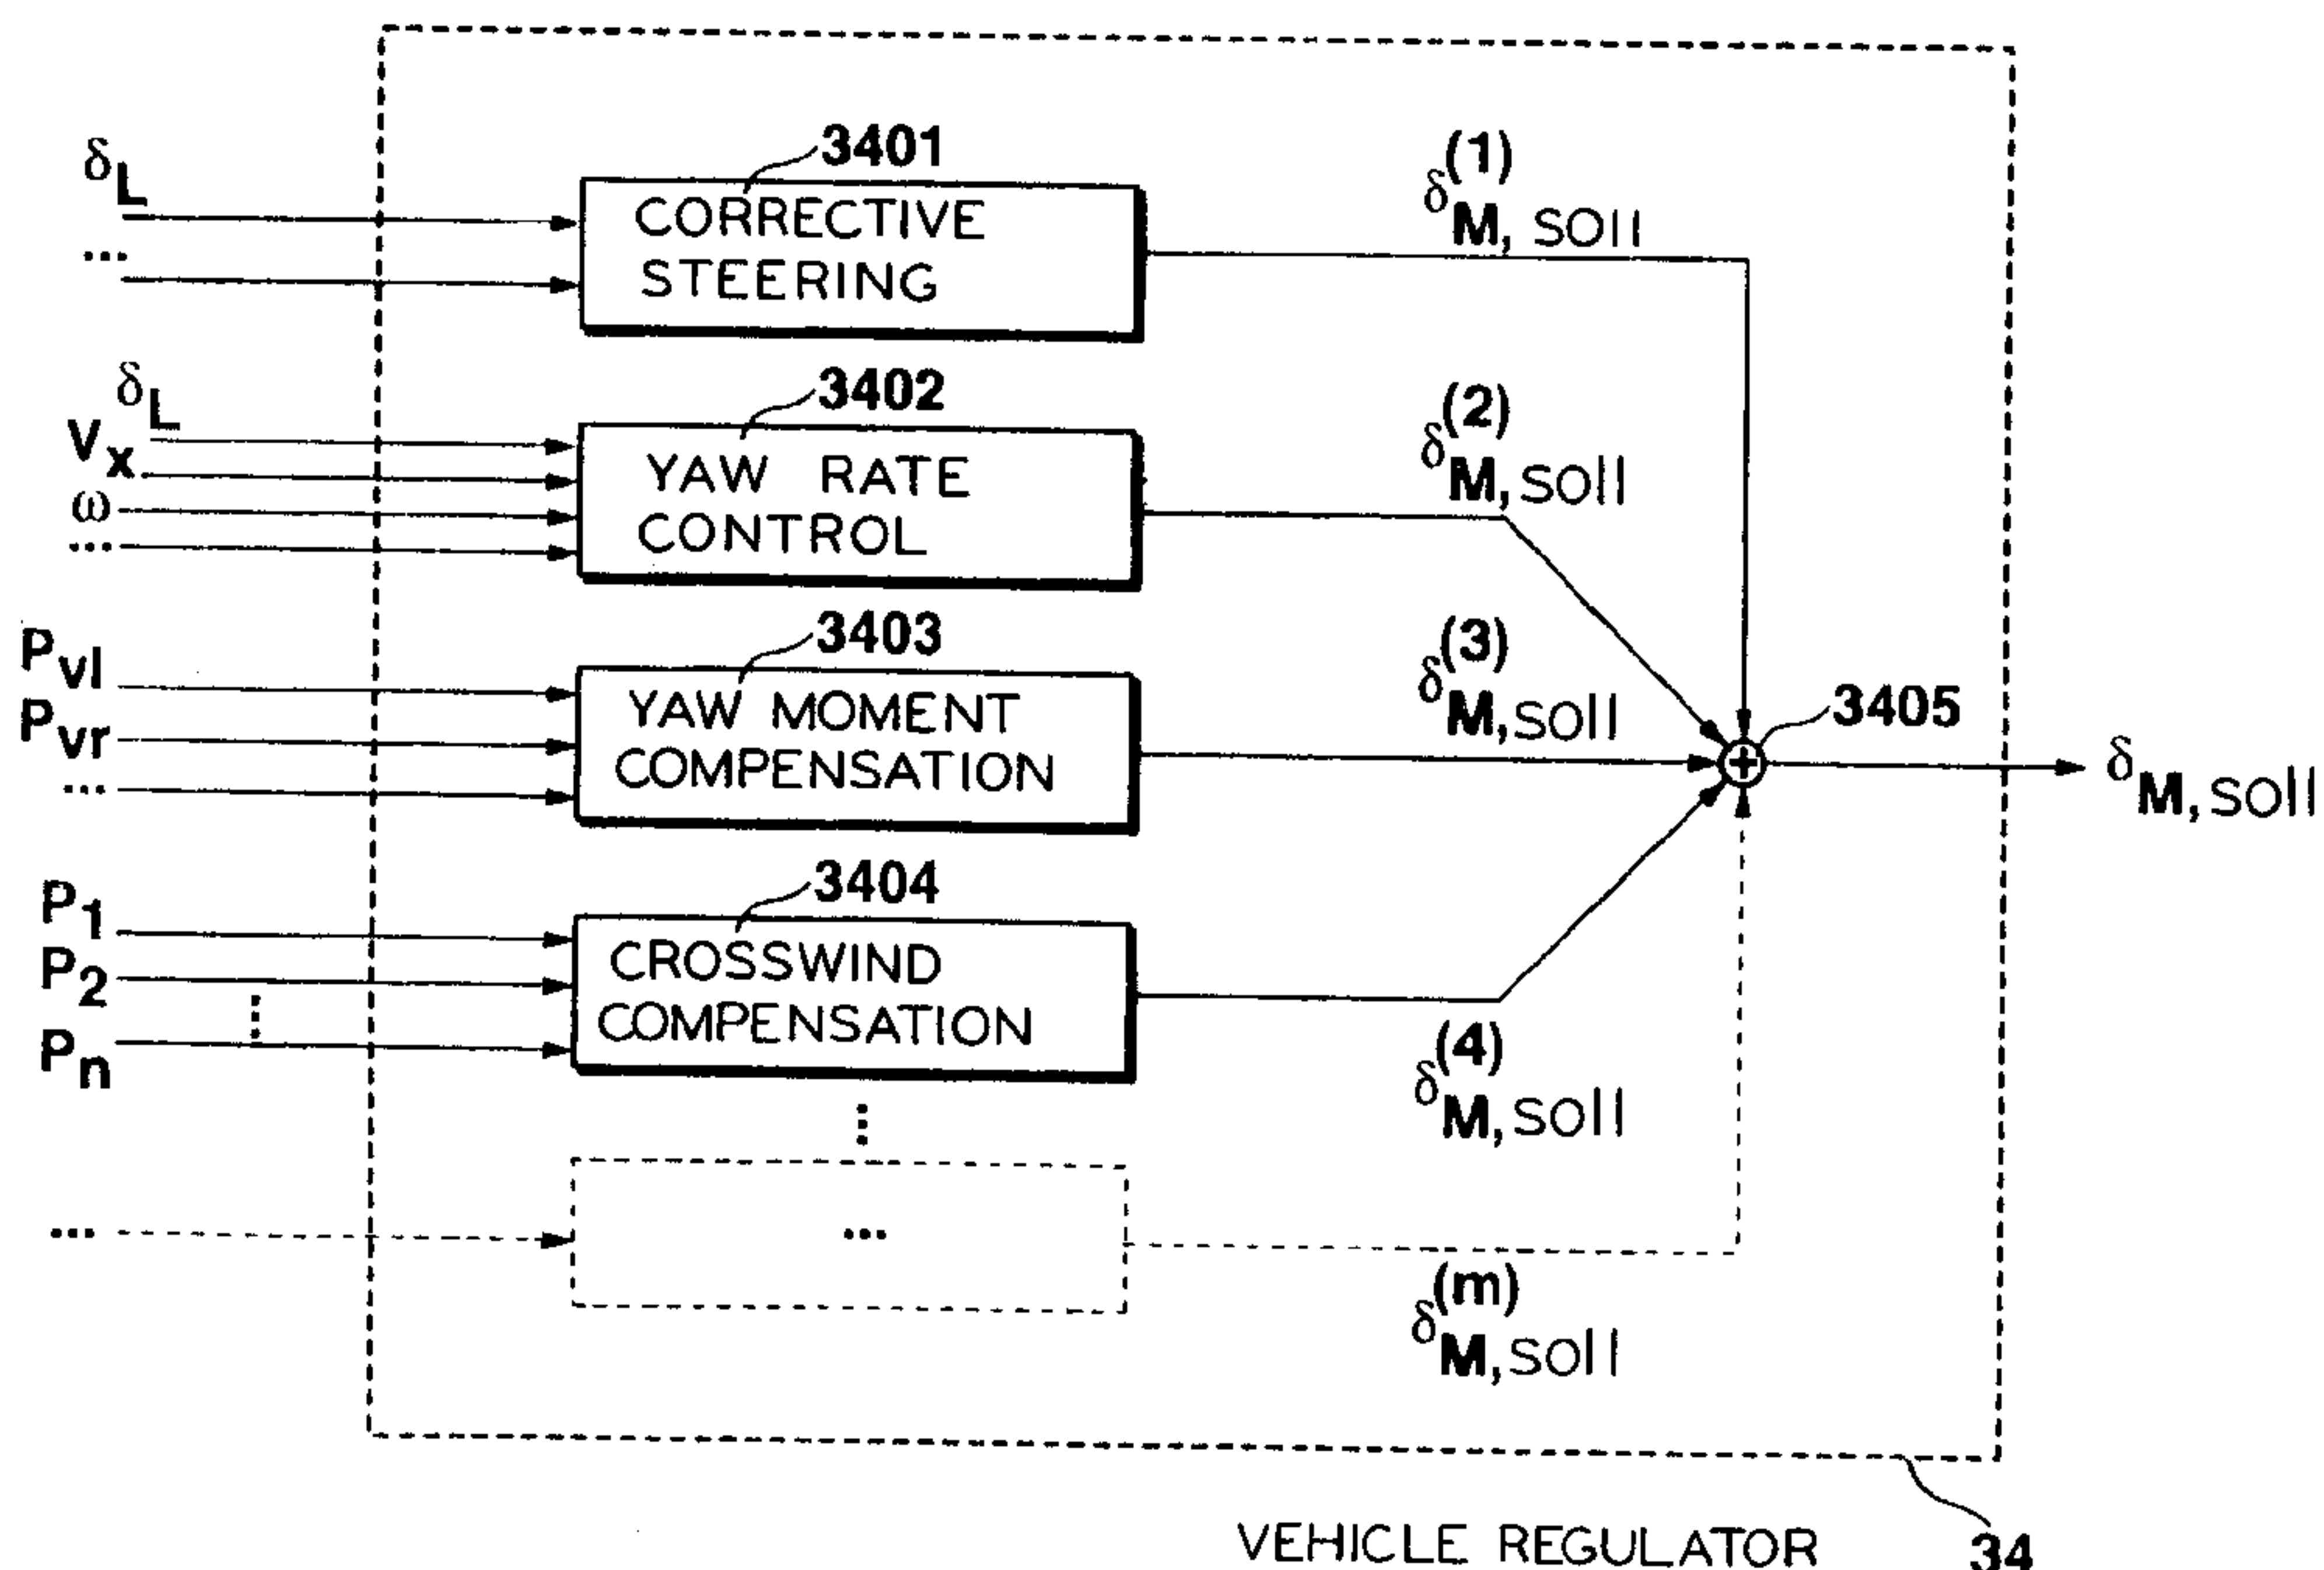 3401
δL
...
CORRECTIVE
STEERING
δ(1)M, soll
3402
δL
Vx
ω
...
YAW RATE
CONTROL
δ(2)M, soll
3403
Pvl
Pvr
...
YAW MOMENT
COMPENSATION
δ(3)M, soll
3405
δM, soll
3404
P1
P2
⋮
Pn
CROSSWIND
COMPENSATION
δ(4)M, soll
⋮
...
...
δ(m)M, soll
VEHICLE REGULATOR
34